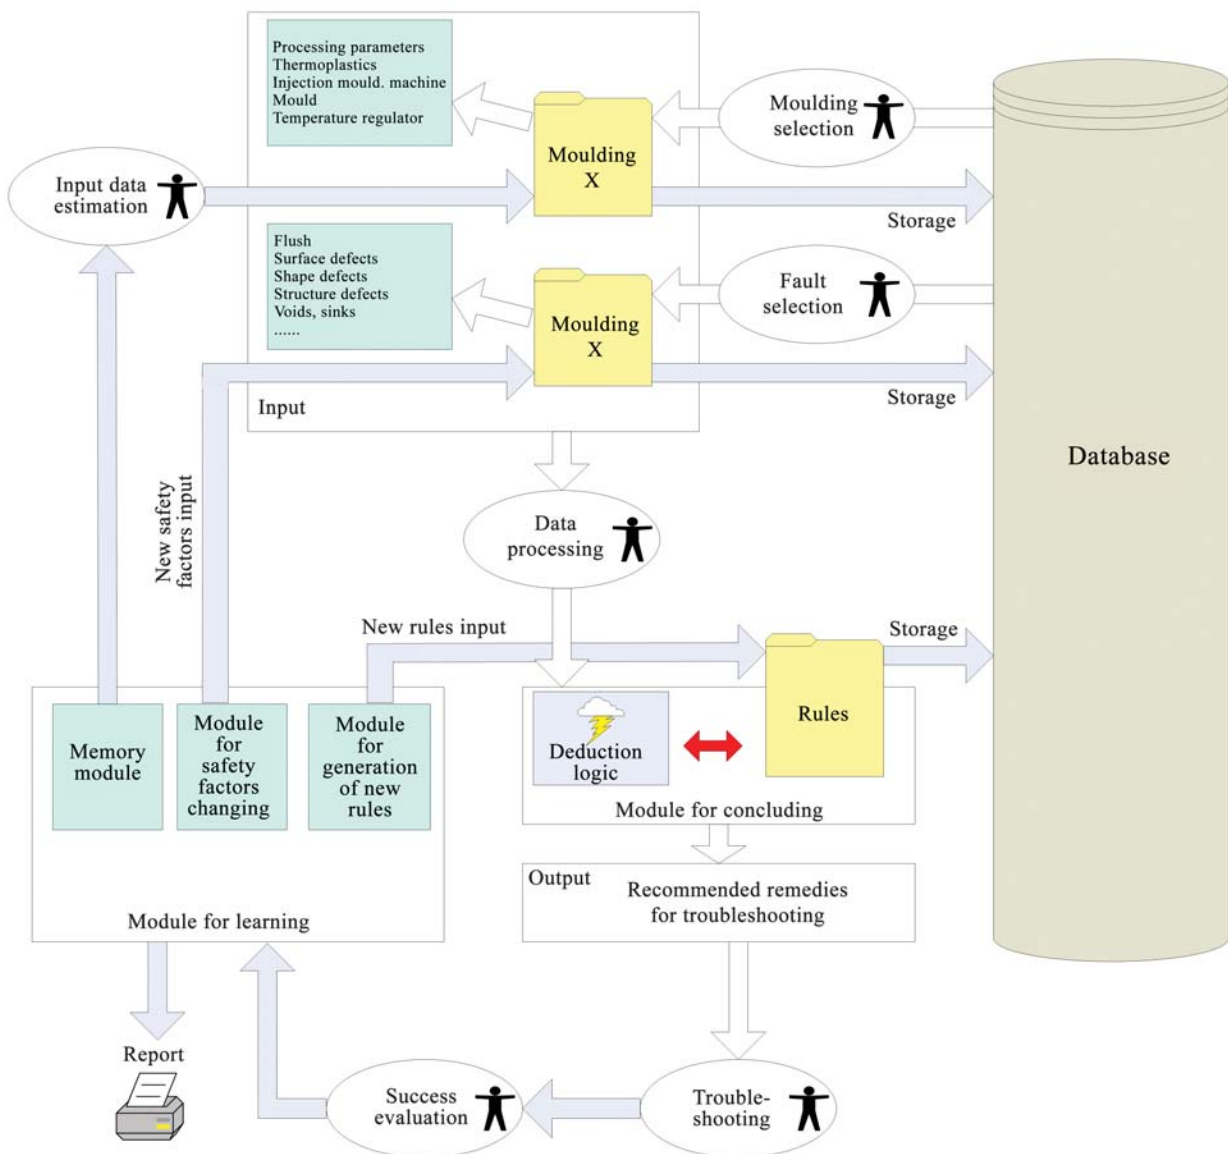 Processing parameters
Thermoplastics
Injection mould. machine
Mould
Temperature regulator
Moulding
X
Moulding
selection
Input data
estimation
Storage
Flush
Surface defects
Shape defects
Structure defects
Voids, sinks
......
Moulding
X
Fault
selection
Storage
Input
Database
New safety
factors input
Data
processing
New rules input
Storage
Memory
module
Module
for
safety
factors
changing
Module
for
generation
of new
rules
Deduction
logic
Rules
Module for concluding
Output
Recommended remedies
for troubleshooting
Module for learning
Report
Success
evaluation
Trouble-
shooting